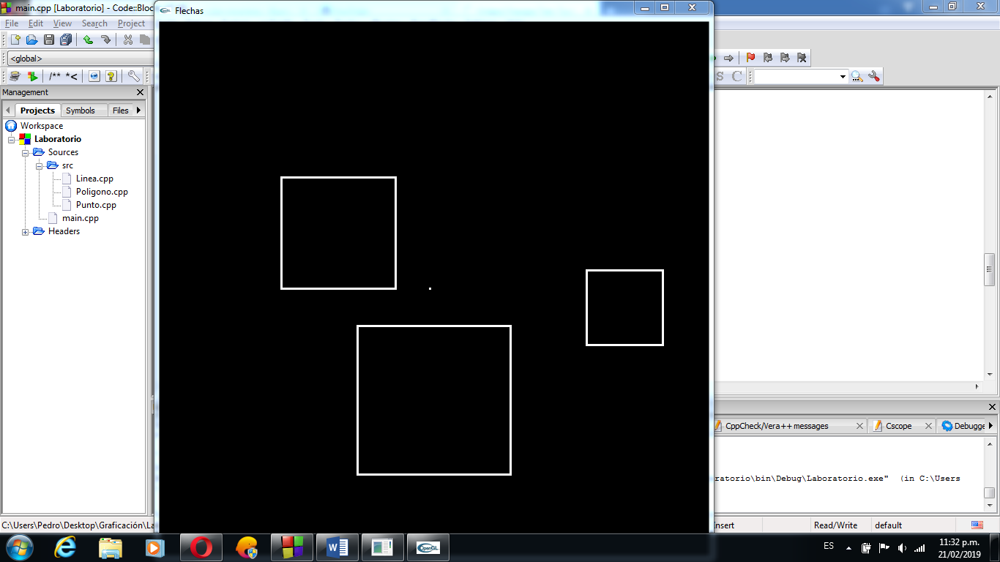 main.cpp [Laboratorio] - Code::Bloc
Flechas
File Edit View Search Project
<global>
/** *<
S C
Management
Projects Symbols Files
Workspace
Laboratorio
Sources
src
Linea.cpp
Poligono.cpp
Punto.cpp
main.cpp
Headers
CppCheck/Vera++ messages Cscope Debugge
ratorio\bin\Debug\Laboratorio.exe" (in C:\Users
C:\Users\Pedro\Desktop\Graficación\La
nsert Read/Write default
OpenGL
ES
11:32 p.m.
21/02/2019